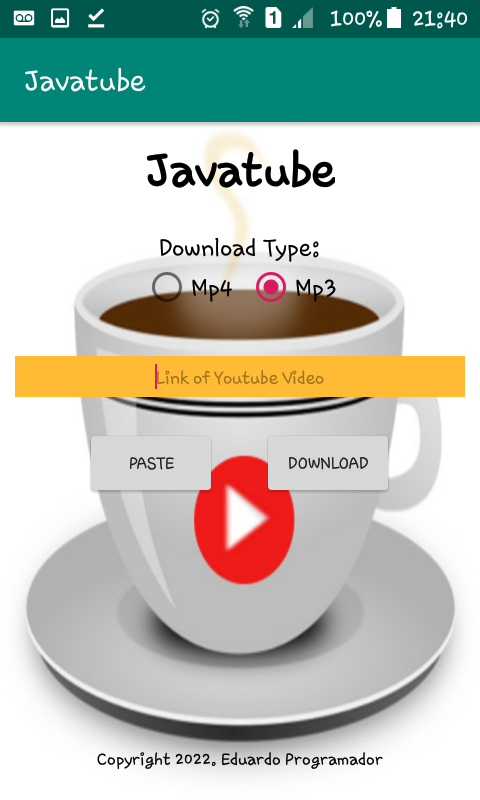 1 100% 21:40
Javatube
Javatube
Download Type:
Mp4 Mp3
Link of Youtube Video
PASTE DOWNLOAD
Copyright 2022. Eduardo Programador